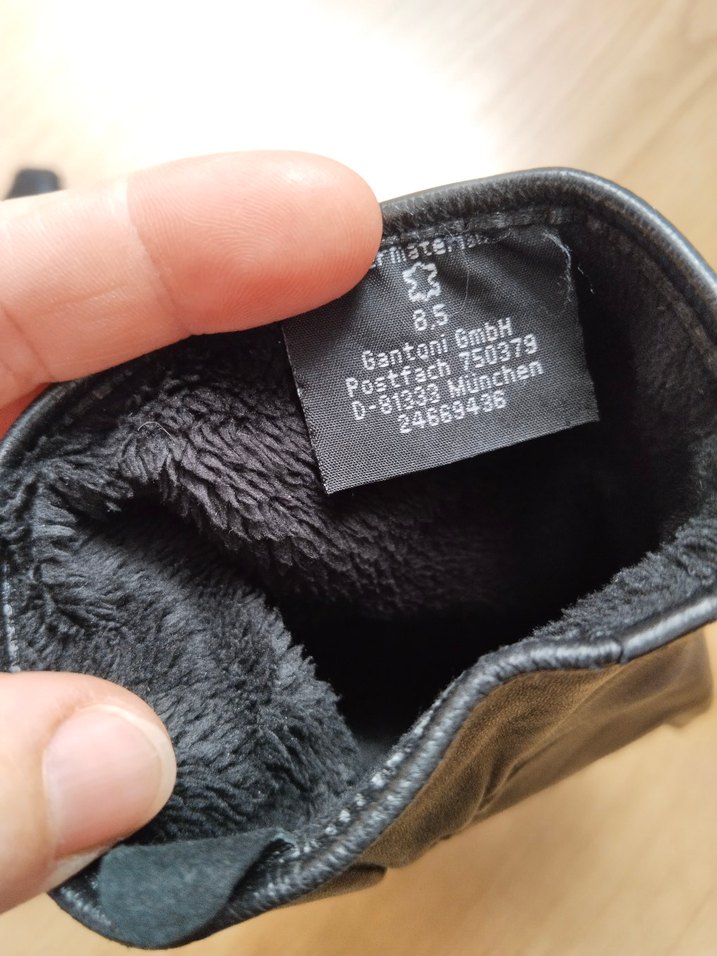 8,5
Gantoni GmbH
Postfach 750379
D-81333 München
24669436